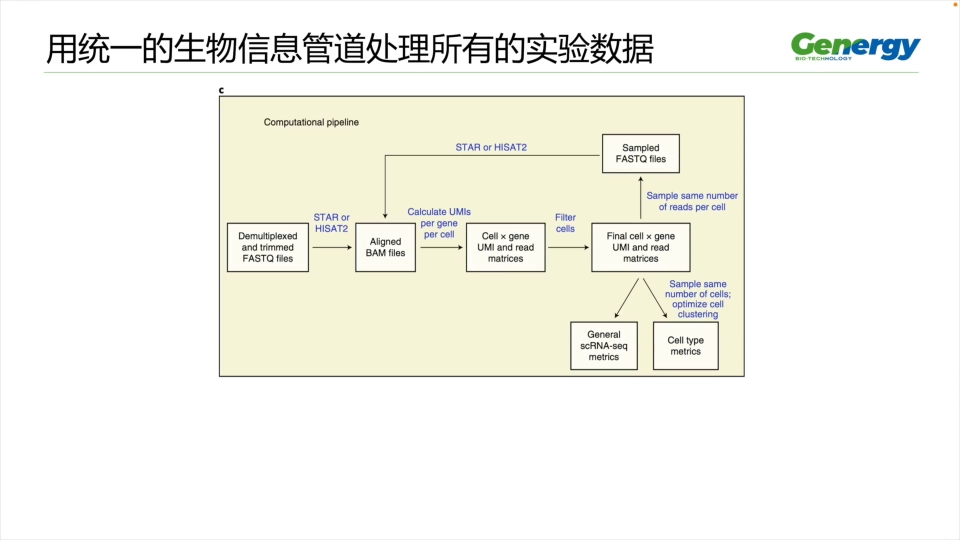 用统一的生物信息管道处理所有的实验数据
Genergy
BIO-TECHNOLOGY
c
Computational pipeline
STAR or HISAT2
Sampled
FASTQ files
Sample same number
of reads per cell
Demultiplexed
and trimmed
FASTQ files
STAR or
HISAT2
Aligned
BAM files
Calculate UMIs
per gene
per cell
Cell × gene
UMI and read
matrices
Filter
cells
Final cell × gene
UMI and read
matrices
Sample same
number of cells;
optimize cell
clustering
General
scRNA-seq
metrics
Cell type
metrics